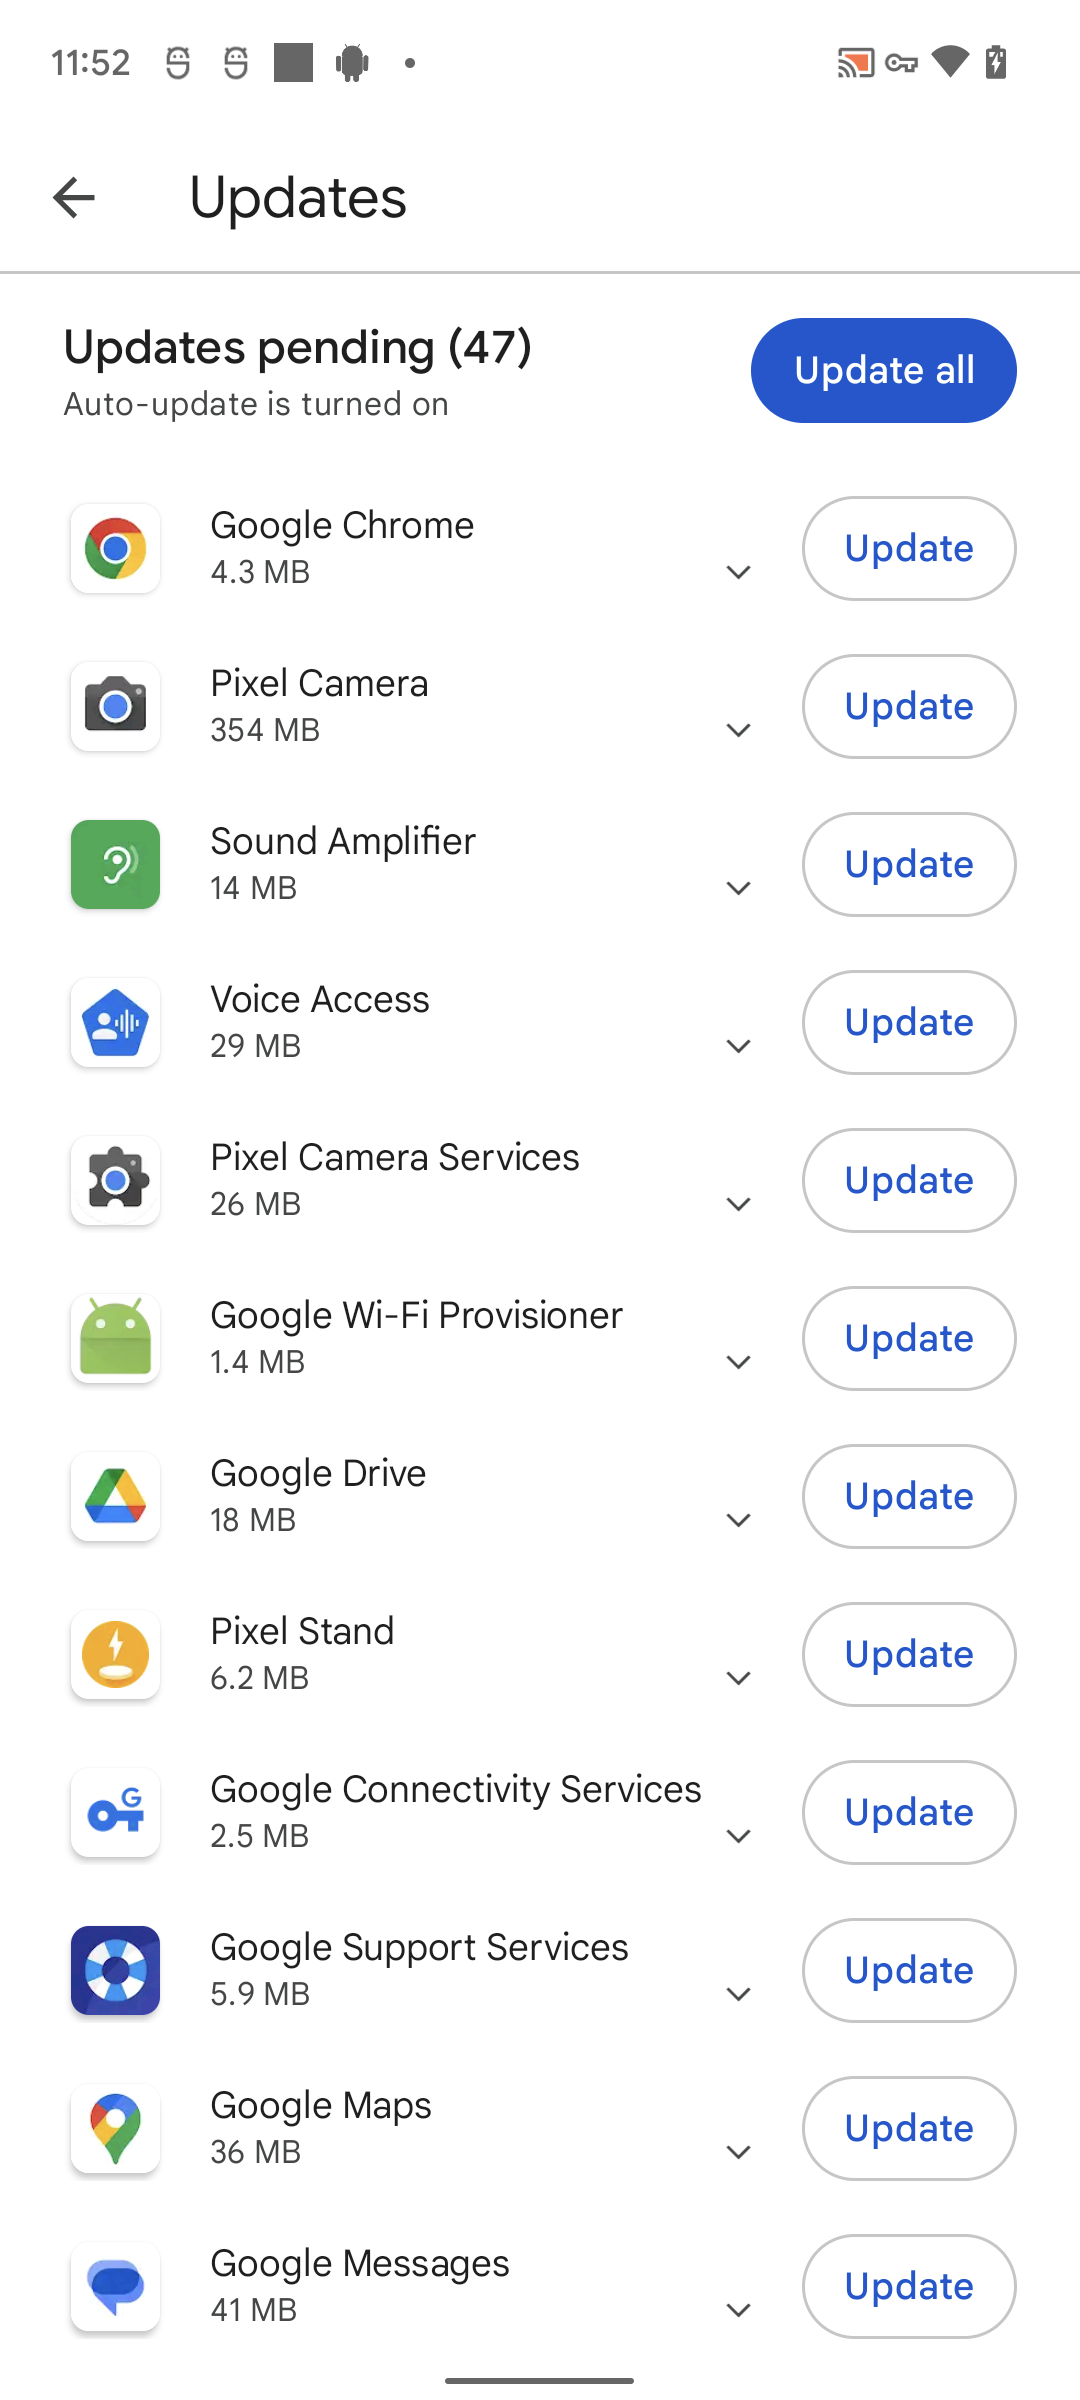 11:52
Updates
Updates pending (47)
Auto-update is turned on
Update all
Google Chrome
4.3 MB
Update
Pixel Camera
354 MB
Update
Sound Amplifier
14 MB
Update
Voice Access
29 MB
Update
Pixel Camera Services
26 MB
Update
Google Wi-Fi Provisioner
1.4 MB
Update
Google Drive
18 MB
Update
Pixel Stand
6.2 MB
Update
G
Google Connectivity Services
2.5 MB
Update
Google Support Services
5.9 MB
Update
Google Maps
36 MB
Update
Google Messages
41 MB
Update